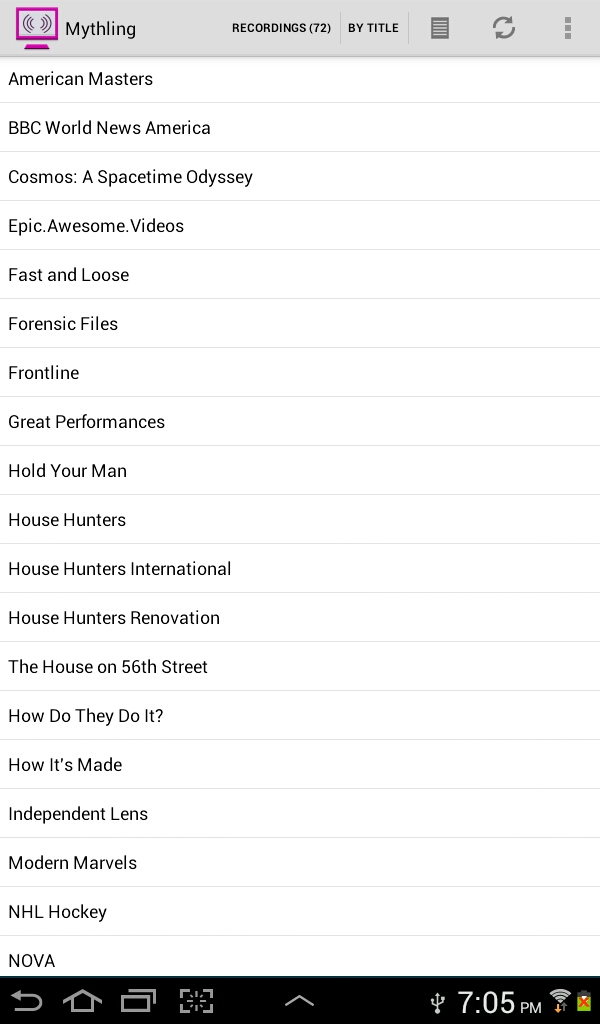 Mythling
RECORDINGS (72)
BY TITLE
American Masters
BBC World News America
Cosmos: A Spacetime Odyssey
Epic.Awesome.Videos
Fast and Loose
Forensic Files
Frontline
Great Performances
Hold Your Man
House Hunters
House Hunters International
House Hunters Renovation
The House on 56th Street
How Do They Do It?
How It's Made
Independent Lens
Modern Marvels
NHL Hockey
NOVA
7:05 PM